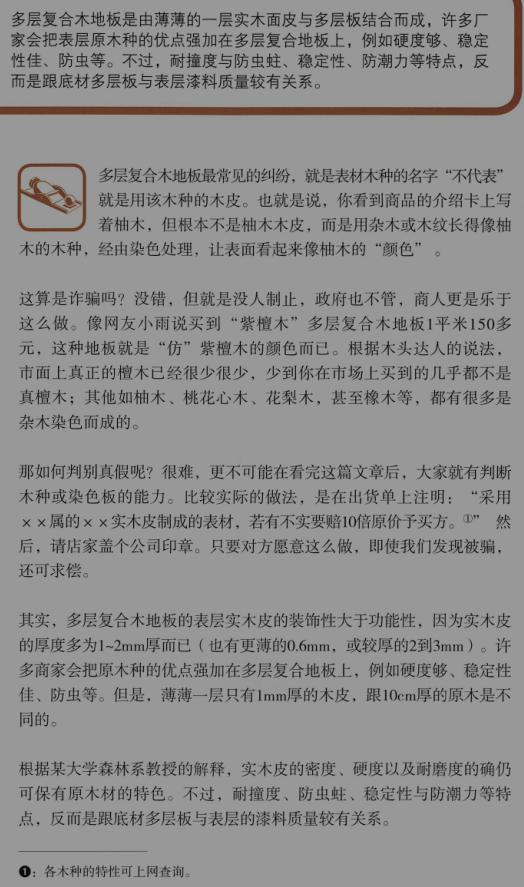 多层复合木地板是由薄薄的一层实木面皮与多层板结合而成，许多厂
家会把表层原木种的优点强加在多层复合地板上，例如硬度够、稳定
性佳、防虫等。不过，耐撞度与防虫蛀、稳定性、防潮力等特点，反
而是跟底材多层板与表层漆料质量较有关系。
多层复合木地板最常见的纠纷，就是表材木种的名字“不代表”
就是用该木种的木皮。也就是说，你看到商品的介绍卡上写
着柚木，但根本不是柚木木皮，而是用杂木或木纹长得像柚
木的木种，经由染色处理，让表面看起来像柚木的“颜色”。
这算是诈骗吗？没错，但就是没人制止，政府也不管，商人更是乐于
这么做。像网友小雨说买到“紫檀木”多层复合木地板1平米150多
元，这种地板就是“仿”紫檀木的颜色而已。根据木头达人的说法，
市面上真正的檀木已经很少很少，少到你在市场上买到的几乎都不是
真檀木；其他如柚木、桃花心木、花梨木，甚至橡木等，都有很多是
杂木染色而成的。
那如何判别真假呢？很难，更不可能在看完这篇文章后，大家就有判断
木种或染色板的能力。比较实际的做法，是在出货单上注明：“采用
××属的××实木皮制成的表材，若有不实要赔10倍原价予买方。①” 然
后，请店家盖个公司印章。只要对方愿意这么做，即使我们发现被骗，
还可求偿。
其实，多层复合木地板的表层实木皮的装饰性大于功能性，因为实木皮
的厚度多为1~2mm厚而已（也有更薄的0.6mm，或较厚的2到3mm）。许
多商家会把原木种的优点强加在多层复合地板上，例如硬度够、稳定性
佳、防虫等。但是，薄薄一层只有1mm厚的木皮，跟10cm厚的原木是不
同的。
根据某大学森林系教授的解释，实木皮的密度、硬度以及耐磨度的确仍
可保有原木材的特色。不过，耐撞度、防虫蛀、稳定性与防潮力等特
点，反而是跟底材多层板与表层的漆料质量较有关系。
❶：各木种的特性可上网查询。